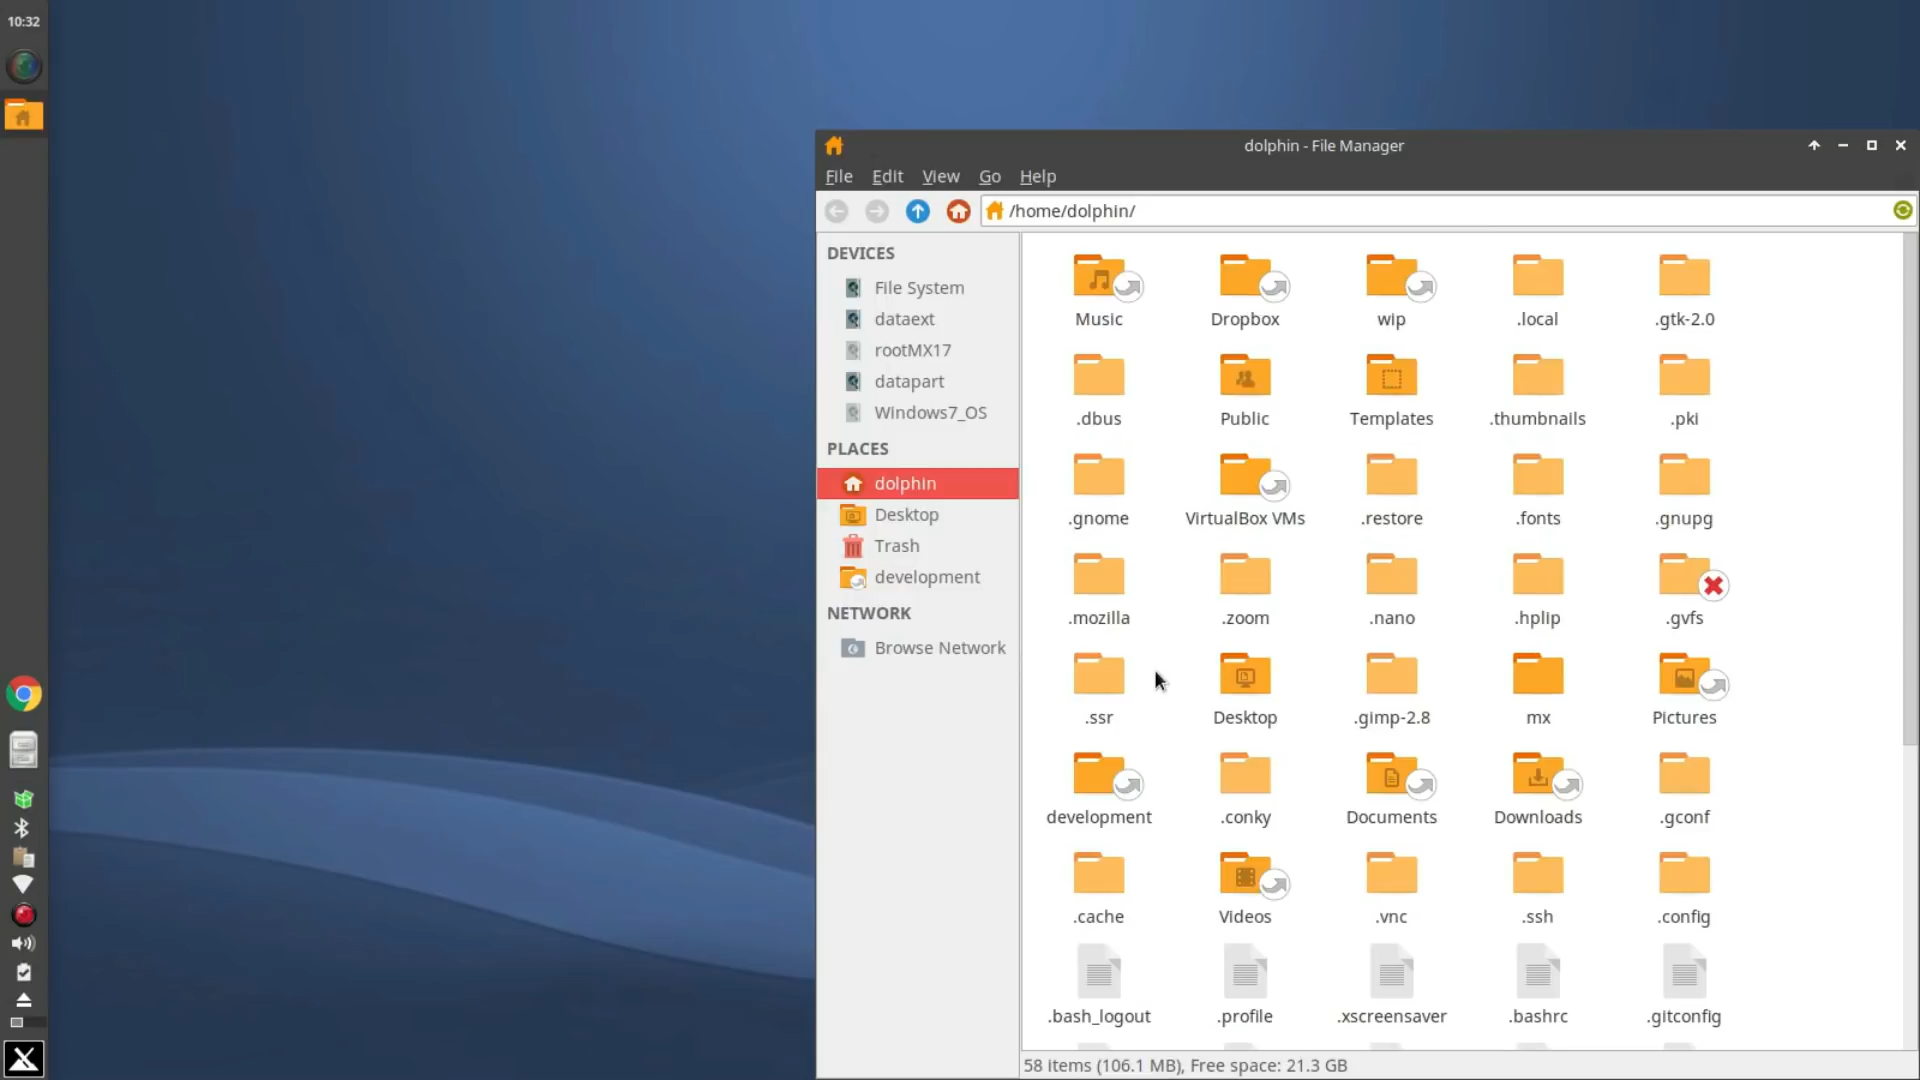 10:32
dolphin - File Manager
File Edit View Go Help
/home/dolphin/
DEVICES
File System
dataext
rootMX17
datapart
Windows7_OS
PLACES
dolphin
Desktop
Trash
development
NETWORK
Browse Network
Music Dropbox wip .local .gtk-2.0
.dbus Public Templates .thumbnails .pki
.gnome VirtualBox VMs .restore .fonts .gnupg
.mozilla .zoom .nano .hplip .gvfs
.ssr Desktop .gimp-2.8 mx Pictures
development .conky Documents Downloads .gconf
.cache Videos .vnc .ssh .config
.bash_logout .profile .xscreensaver .bashrc .gitconfig
58 items (106.1 MB), Free space: 21.3 GB